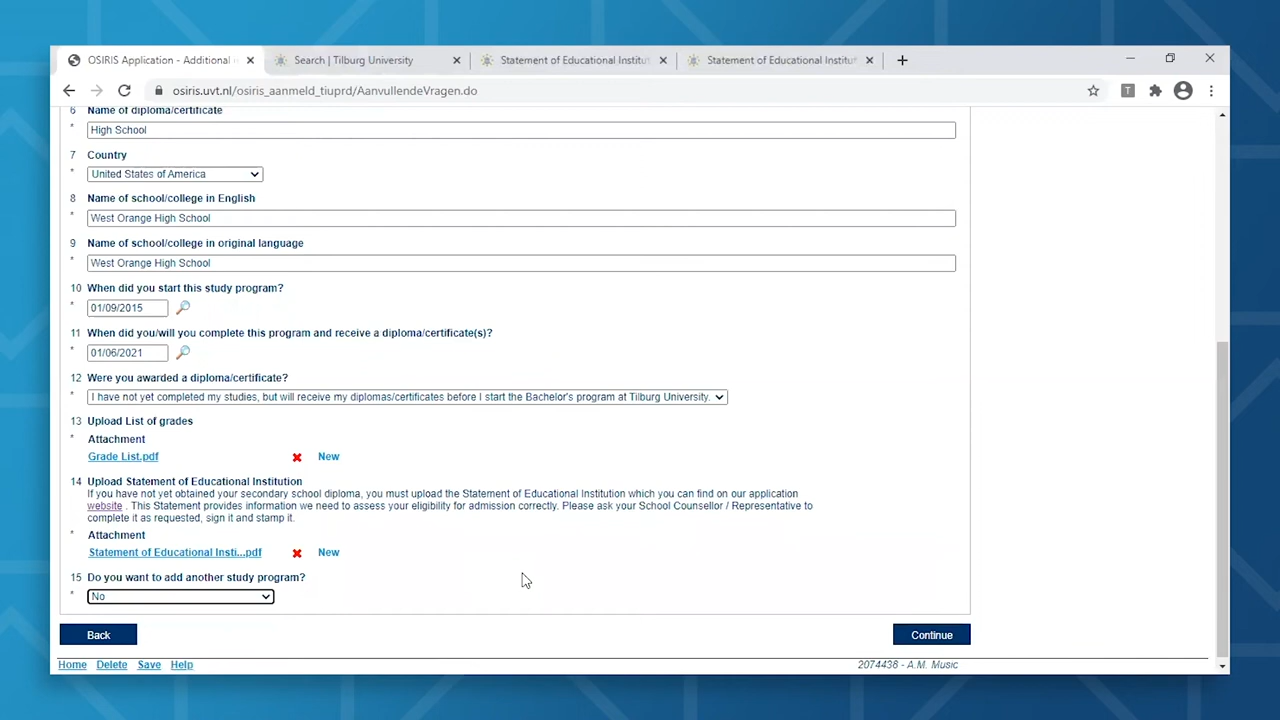 OSIRIS Application - Additional
Search | Tilburg University
Statement of Educational Institut
Statement of Educational Institut
osiris.uvt.nl/osiris_aanmeld_tiuprd/AanvullendeVragen.do
T
6 Name of diploma/certificate
* High School
7 Country
* United States of America
8 Name of school/college in English
* West Orange High School
9 Name of school/college in original language
* West Orange High School
10 When did you start this study program?
* 01/09/2015
11 When did you/will you complete this program and receive a diploma/certificate(s)?
* 01/06/2021
12 Were you awarded a diploma/certificate?
* I have not yet completed my studies, but will receive my diplomas/certificates before I start the Bachelor's program at Tilburg University.
13 Upload List of grades
* Attachment
Grade List.pdf New
14 Upload Statement of Educational Institution
If you have not yet obtained your secondary school diploma, you must upload the Statement of Educational Institution which you can find on our application
website . This Statement provides information we need to assess your eligibility for admission correctly. Please ask your School Counsellor / Representative to
complete it as requested, sign it and stamp it.
* Attachment
Statement of Educational Insti...pdf New
15 Do you want to add another study program?
* No
Back Continue
Home Delete Save Help 2074436 - A.M. Music